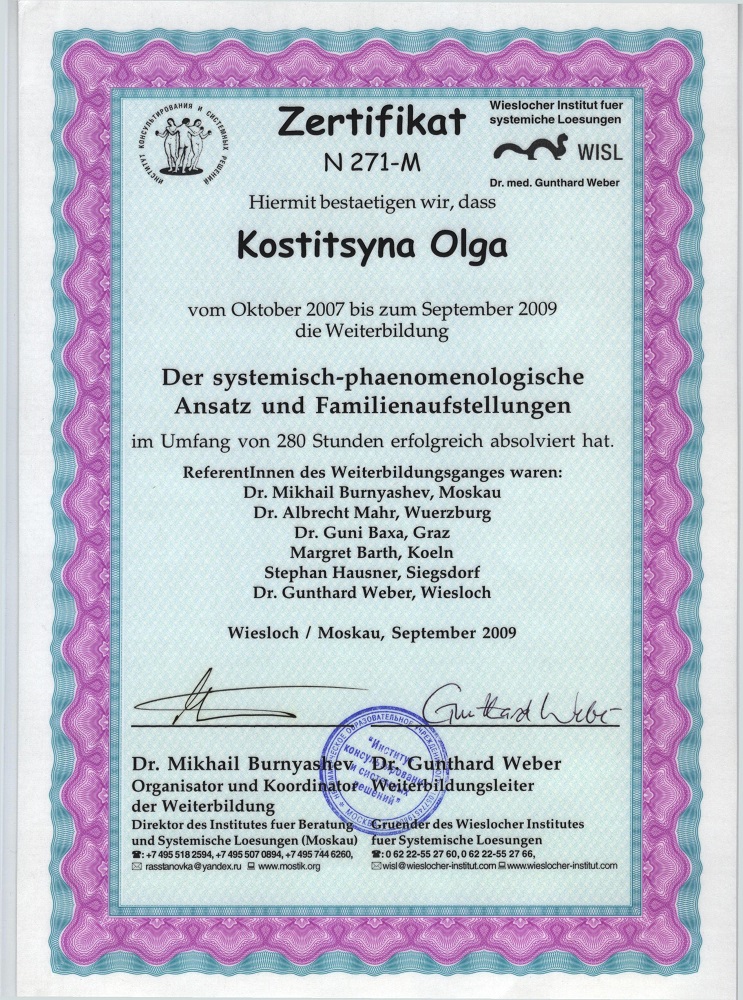 ИНСТИТУТ КОНСУЛЬТИРОВАНИЯ И СИСТЕМНЫХ РЕШЕНИЙ
Zertifikat
N 271-M
Wieslocher Institut fuer
systemiche Loesungen
WISL
Dr. med. Gunthard Weber
Hiermit bestaetigen wir, dass
Kostitsyna Olga
vom Oktober 2007 bis zum September 2009
die Weiterbildung
Der systemisch-phaenomenologische
Ansatz und Familienaufstellungen
im Umfang von 280 Stunden erfolgreich absolviert hat.
ReferentInnen des Weiterbildungsganges waren:
Dr. Mikhail Burnyashev, Moskau
Dr. Albrecht Mahr, Wuerzburg
Dr. Guni Baxa, Graz
Margret Barth, Koeln
Stephan Hausner, Siegsdorf
Dr. Gunthard Weber, Wiesloch
Wiesloch / Moskau, September 2009
Gunthard Weber
"Институт
консультирования
и системных
решений"
Dr. Mikhail Burnyashev
Organisator und Koordinator
der Weiterbildung
Direktor des Institutes fuer Beratung
und Systemische Loesungen (Moskau)
☎: +7 495 518 2594, +7 495 507 0894, +7 495 744 6260,
✉ rasstanovka@yandex.ru 🖳 www.mostik.org
Dr. Gunthard Weber
Weiterbildungsleiter
Gruender des Wieslocher Institutes
fuer Systemische Loesungen
☎: 0 62 22-55 27 60, 0 62 22-55 27 66,
✉ wisl@wieslocher-institut.com 🖳 www.wieslocher-institut.com